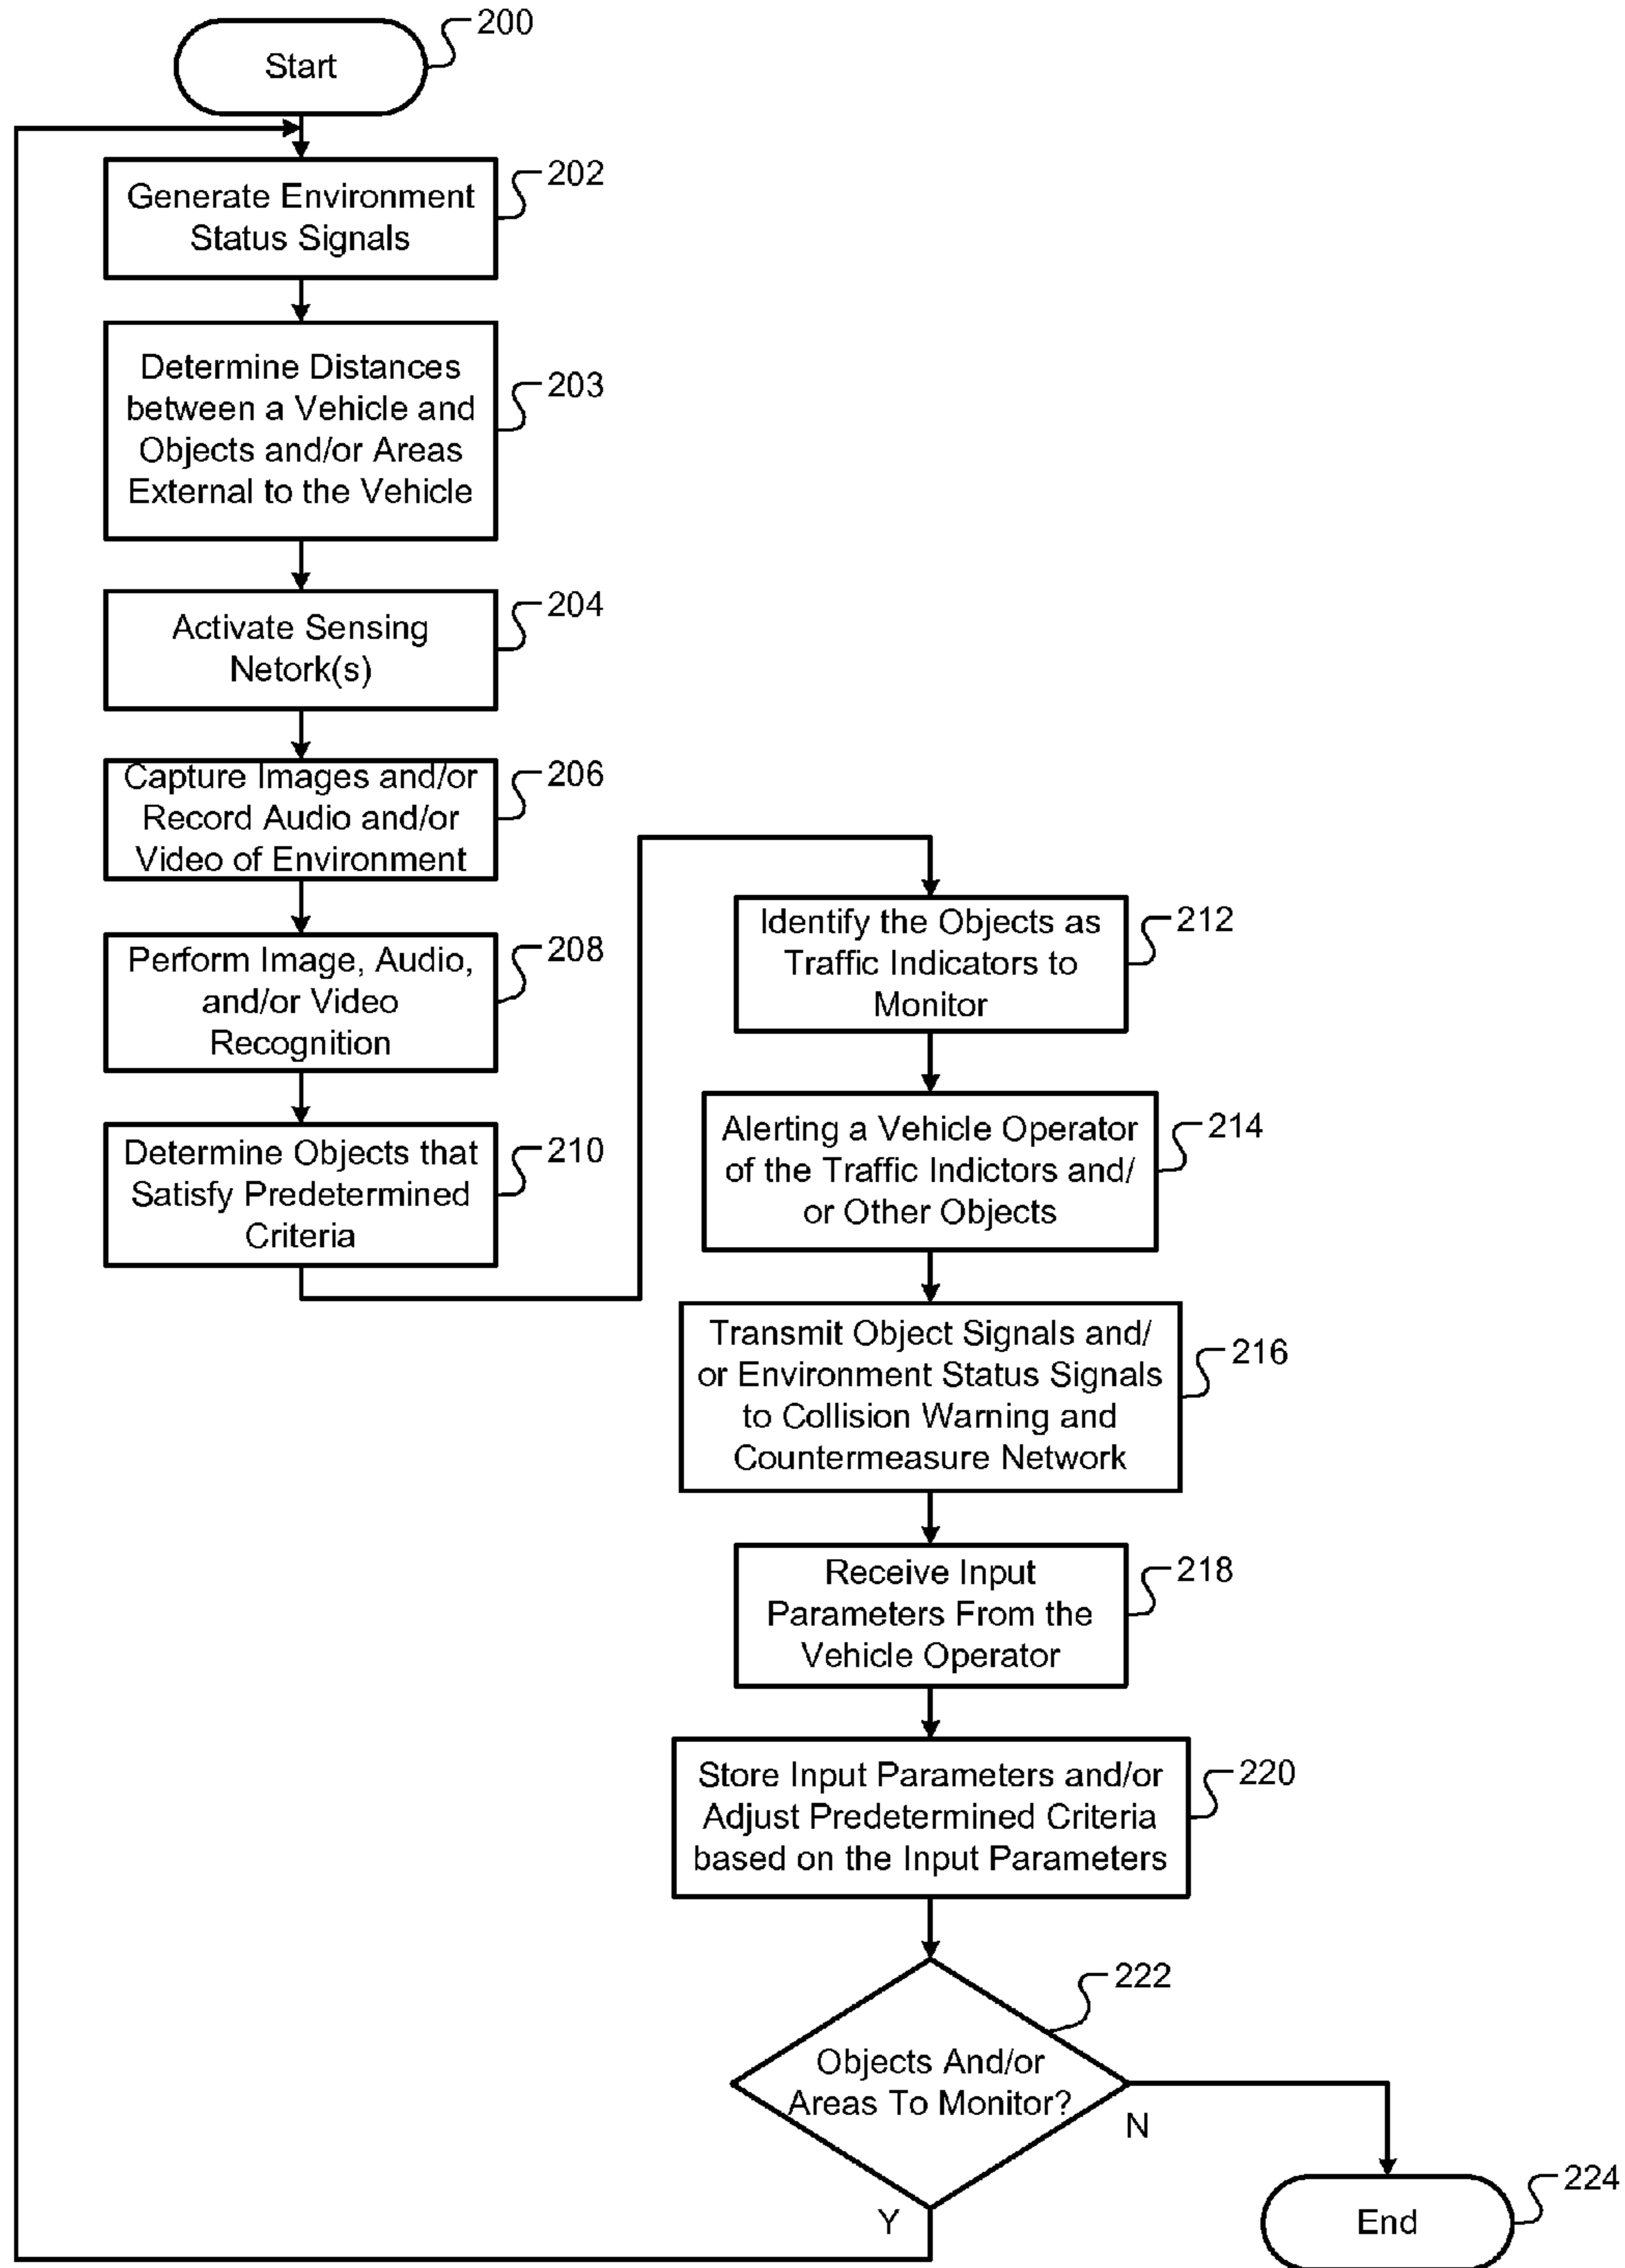 Start
200
Generate Environment
Status Signals
202
Determine Distances
between a Vehicle and
Objects and/or Areas
External to the Vehicle
203
Activate Sensing
Netork(s)
204
Capture Images and/or
Record Audio and/or
Video of Environment
206
Perform Image, Audio,
and/or Video
Recognition
208
Determine Objects that
Satisfy Predetermined
Criteria
210
Identify the Objects as
Traffic Indicators to
Monitor
212
Alerting a Vehicle Operator
of the Traffic Indictors and/
or Other Objects
214
Transmit Object Signals and/
or Environment Status Signals
to Collision Warning and
Countermeasure Network
216
Receive Input
Parameters From the
Vehicle Operator
218
Store Input Parameters and/or
Adjust Predetermined Criteria
based on the Input Parameters
220
Objects And/or
Areas To Monitor?
222
N
Y
End
224